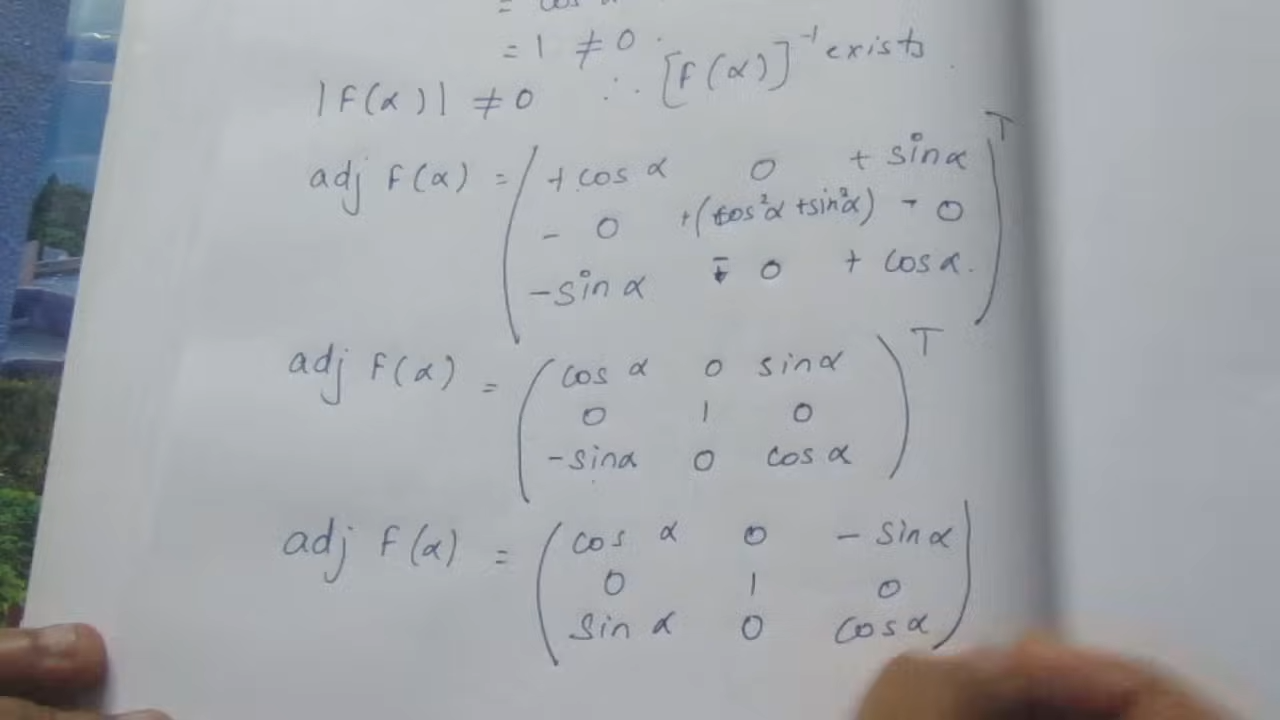 = cos α
= 1 ≠ 0 .
|F(α)| ≠ 0 ∴ [F(α)]⁻¹ exists.
adj F(α) = ( + cos α 0 + sin α )ᵀ
- 0 +(cos²α + sin²α) - 0
- sin α - 0 + cos α.
adj F(α) = ( cos α 0 sin α )ᵀ
0 1 0
- sin α 0 cos α
adj F(α) = ( cos α 0 - sin α )
0 1 0
sin α 0 cos α